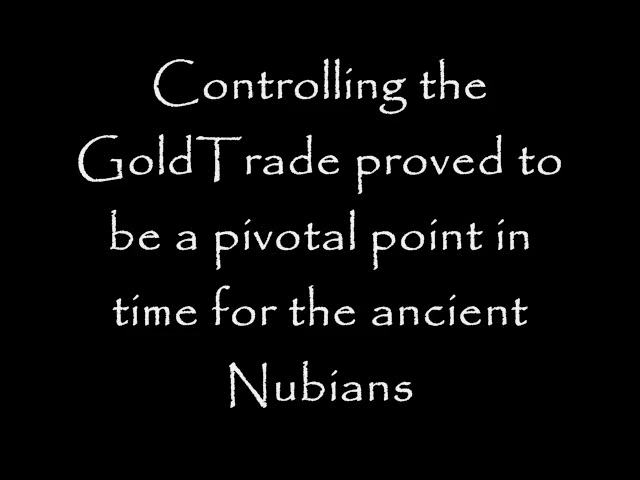 Controlling the
GoldTrade proved to
be a pivotal point in
time for the ancient
Nubians